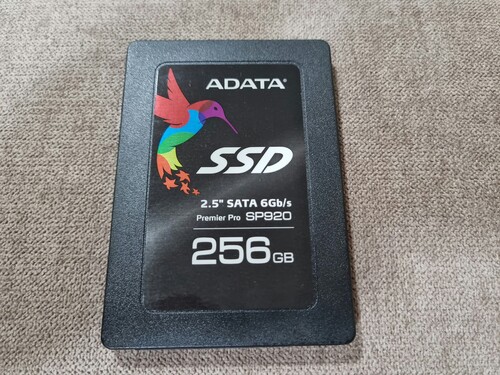 ADATA
SSD
2.5" SATA 6Gb/s
Premier Pro SP920
256GB